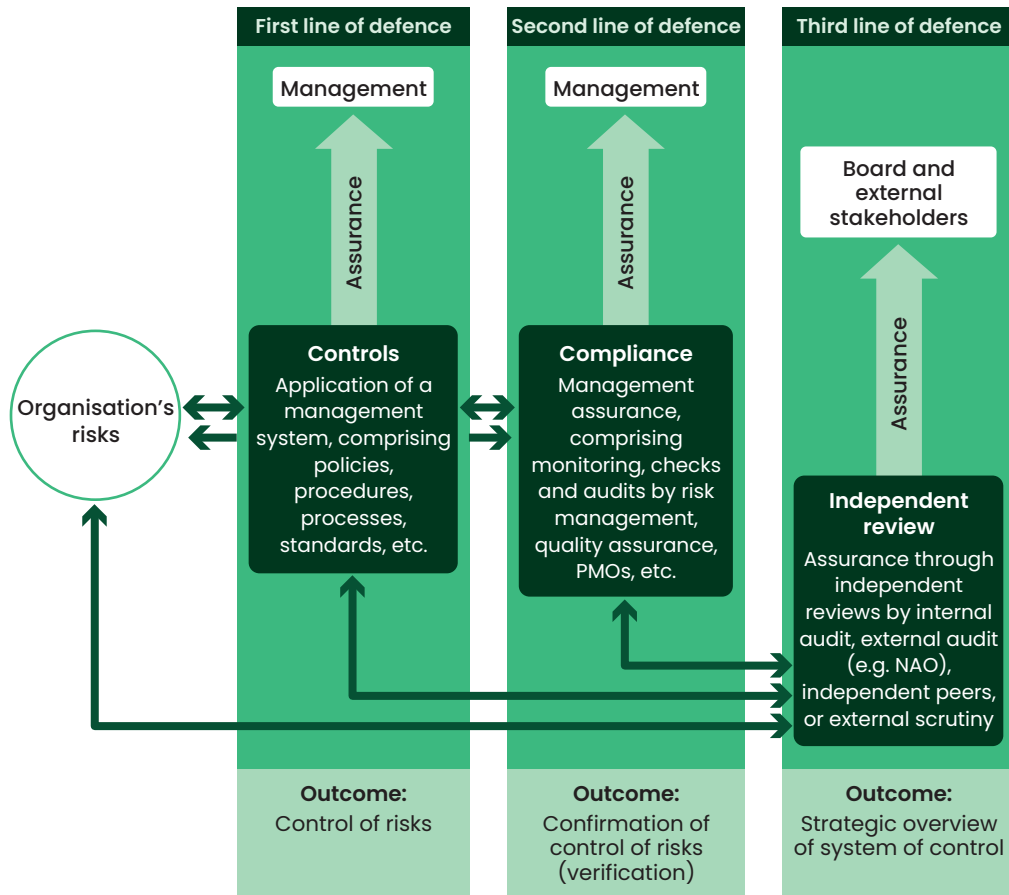 First line of defence
Second line of defence
Third line of defence
Management
Management
Board and
external
stakeholders
Assurance
Assurance
Assurance
Organisation's
risks
Controls
Application of a
management
system, comprising
policies,
procedures,
processes,
standards, etc.
Compliance
Management
assurance,
comprising
monitoring, checks
and audits by risk
management,
quality assurance,
PMOs, etc.
Independent
review
Assurance through
independent
reviews by internal
audit, external audit
(e.g. NAO),
independent peers,
or external scrutiny
Outcome:
Control of risks
Outcome:
Confirmation of
control of risks
(verification)
Outcome:
Strategic overview
of system of control